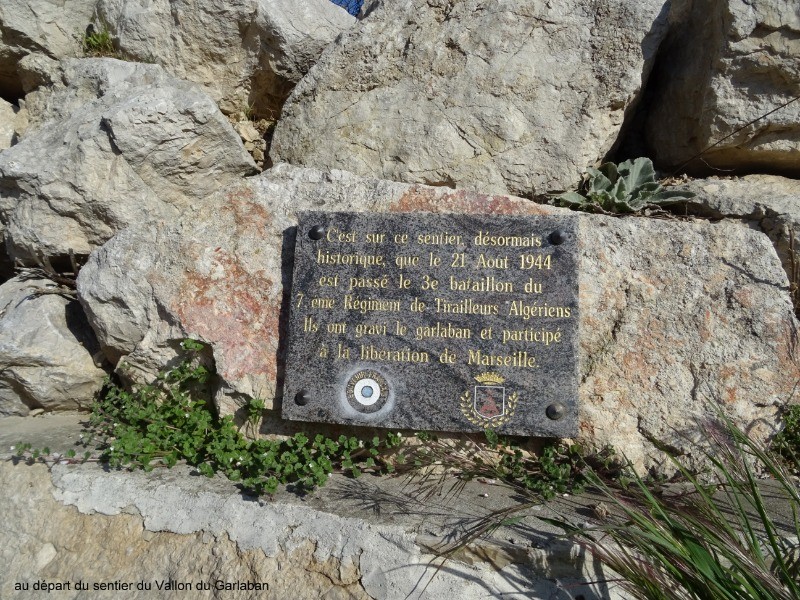 C'est sur ce sentier, désormais
historique, que le 21 Août 1944
est passé le 3e bataillon du
7.eme Régiment de Tirailleurs Algériens
Ils ont gravi le garlaban et participé
à la libération de Marseille.
au départ du sentier du Vallon du Garlaban